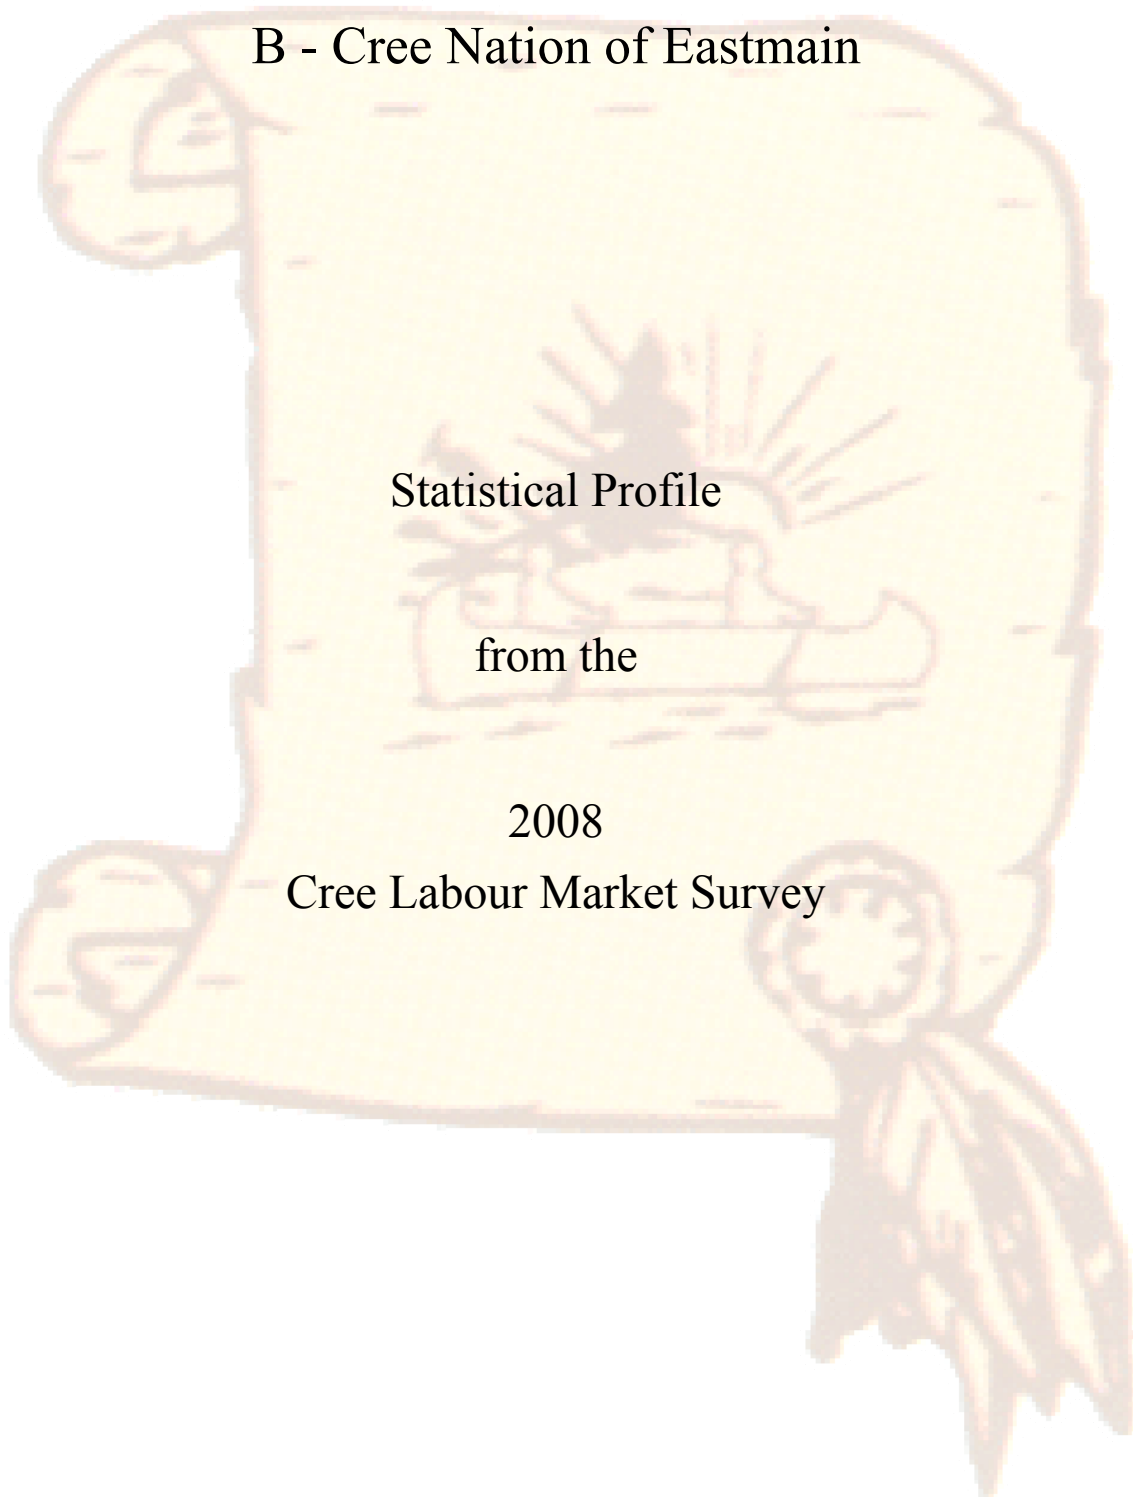 B - Cree Nation of Eastmain
Statistical Profile
from the
2008
Cree Labour Market Survey